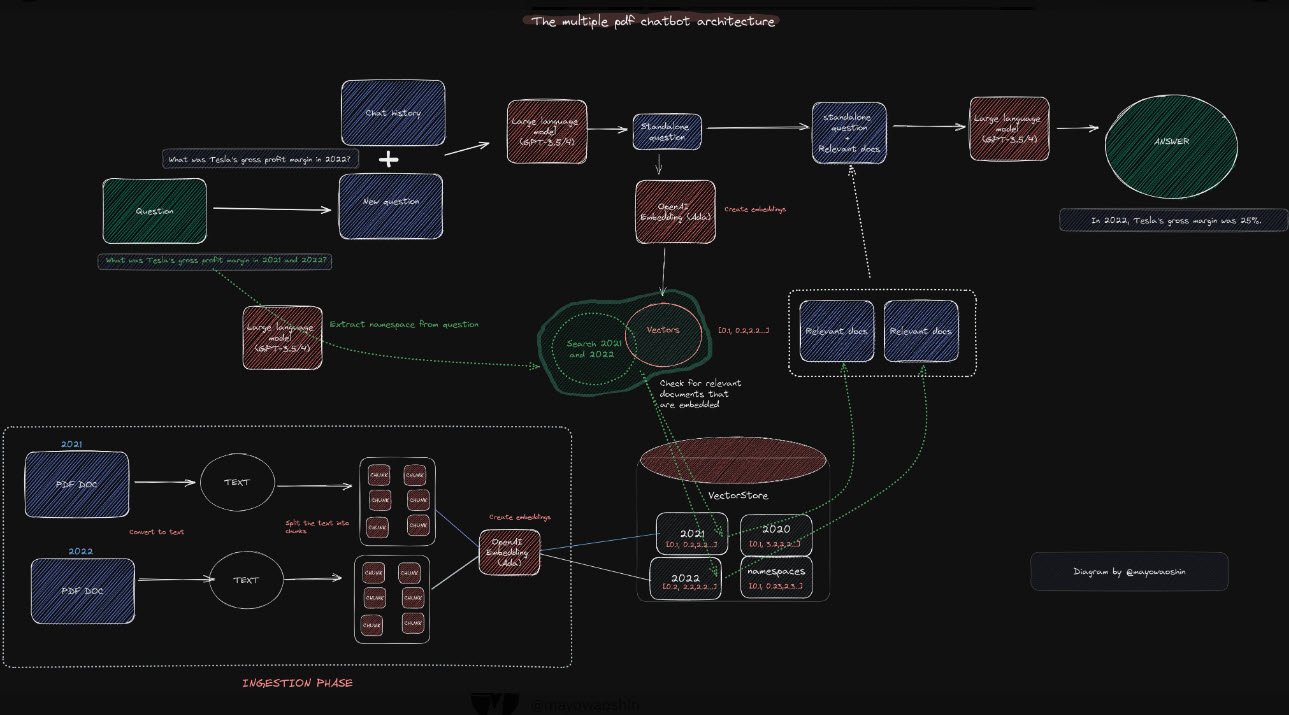 The multiple pdf chatbot architecture
Chat history
What was Tesla's gross profit margin in 2022?
+
New question
Question
What was Tesla's gross profit margin in 2021 and 2022?
Large language
model
(GPT-3.5/4)
Standalone
question
standalone
question
+
Relevant docs
Large language
model
(GPT-3.5/4)
ANSWER
In 2022, Tesla's gross margin was 25%.
OpenAI
Embedding (Ada)
Create embeddings
Large language
model
(GPT-3.5/4)
Extract namespace from question
Search 2021
and 2022
Vectors
[0.1, 0.2,2.2...]
Relevant docs
Relevant docs
Check for relevant
documents that
are embedded
2021
PDF DOC
TEXT
Convert to text
Split the text into
chunks
CHUNK
CHUNK
CHUNK
CHUNK
CHUNK
CHUNK
2022
PDF DOC
TEXT
CHUNK
CHUNK
CHUNK
CHUNK
CHUNK
CHUNK
Create embeddings
OpenAI
Embedding
(Ada)
INGESTION PHASE
VectorStore
2021
[0.1, 0.2,2.2...]
2020
[0.1, 3.2,2.2...]
2022
[0.2, 2.2,2.2...]
namespaces
[0.1, 0.23,2.3...]
Diagram by @mayowaoshin
@mayowaoshin